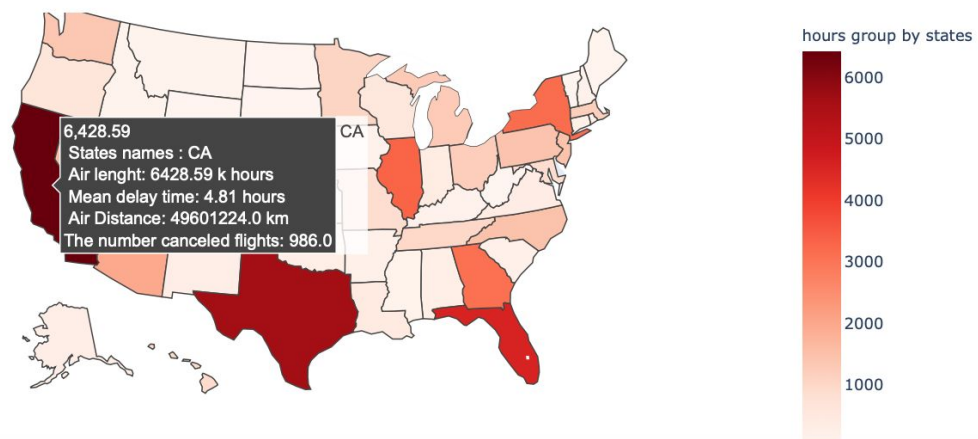 hours group by states
6,428.59
CA
States names : CA
Air lenght: 6428.59 k hours
Mean delay time: 4.81 hours
Air Distance: 49601224.0 km
The number canceled flights: 986.0
6000
5000
4000
3000
2000
1000